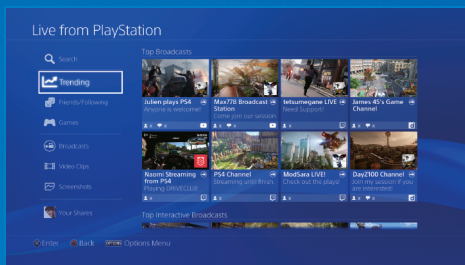 Live from PlayStation
Search
Trending
Friends/Following
Games
Broadcasts
Video Clips
Screenshots
Your Shares
Top Broadcasts
Julien plays PS4
Anyone is welcome!
Max778 Broadcast Station
Come join our session
tetsumegane LIVE
Need Support!
James 45's Game Channel
Naomi Streaming from PS4
Playing DRIVECLUB
PS4 Channel
Streaming until finish.
ModSara LIVE!
Check out the plays!
DayZ100 Channel
Join my session if you are interested!
Top Interactive Broadcasts
Enter
Back
OPTIONS Options Menu